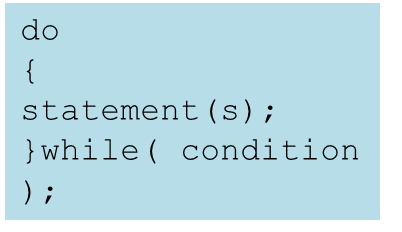 do
{
statement(s);
}while( condition
);